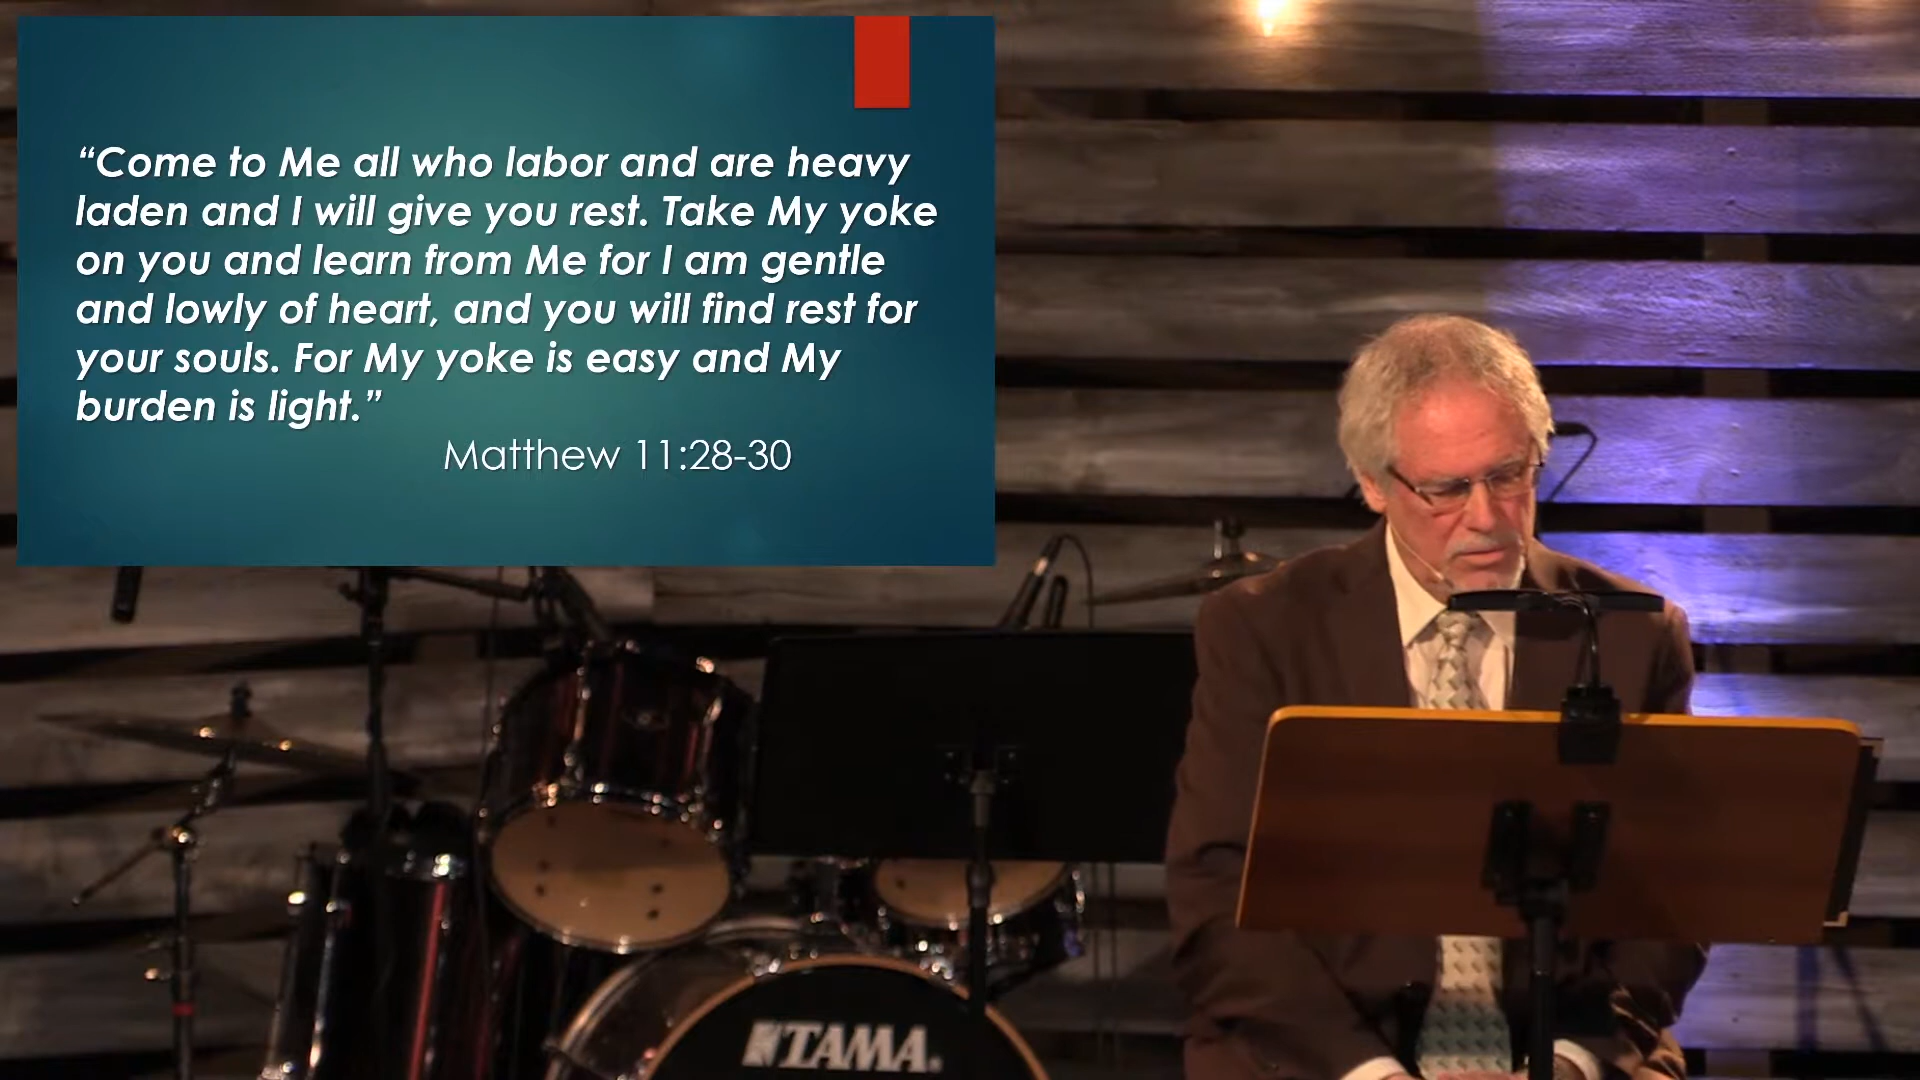 “Come to Me all who labor and are heavy
laden and I will give you rest. Take My yoke
on you and learn from Me for I am gentle
and lowly of heart, and you will find rest for
your souls. For My yoke is easy and My
burden is light.”
Matthew 11:28-30
TAMA.